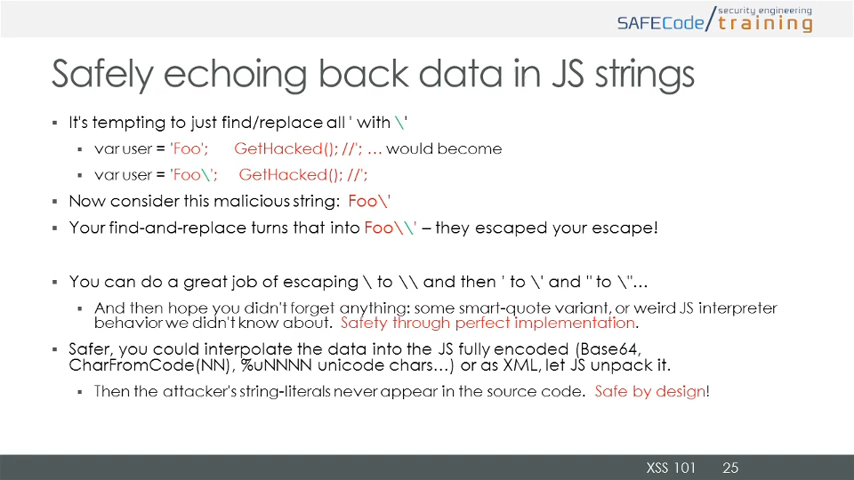 SAFECode/security engineering training
Safely echoing back data in JS strings
▪ It's tempting to just find/replace all ' with \'
▪ var user = 'Foo'; GetHacked(); //'; … would become
▪ var user = 'Foo\'; GetHacked(); //';
▪ Now consider this malicious string: Foo\'
▪ Your find-and-replace turns that into Foo\\' – they escaped your escape!
▪ You can do a great job of escaping \ to \\ and then ' to \' and " to \"…
▪ And then hope you didn't forget anything: some smart-quote variant, or weird JS interpreter
behavior we didn't know about. Safety through perfect implementation.
▪ Safer, you could interpolate the data into the JS fully encoded (Base64,
CharFromCode(NN), %uNNNN unicode chars…) or as XML, let JS unpack it.
▪ Then the attacker's string-literals never appear in the source code. Safe by design!
XSS 101 25